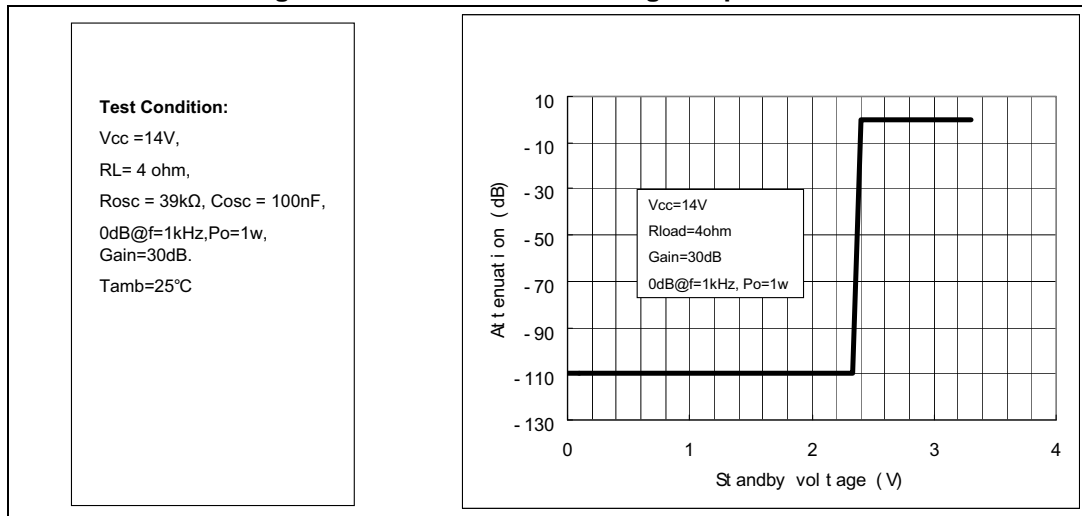 Test Condition:
Vcc =14V,
RL= 4 ohm,
Rosc = 39kΩ, Cosc = 100nF,
0dB@f=1kHz,Po=1w,
Gain=30dB.
Tamb=25℃
10
-10
-30
-50
-70
-90
-110
-130
Attenuation (dB)
Vcc=14V
Rload=4ohm
Gain=30dB
0dB@f=1kHz, Po=1w
0 1 2 3 4
Standby voltage (V)